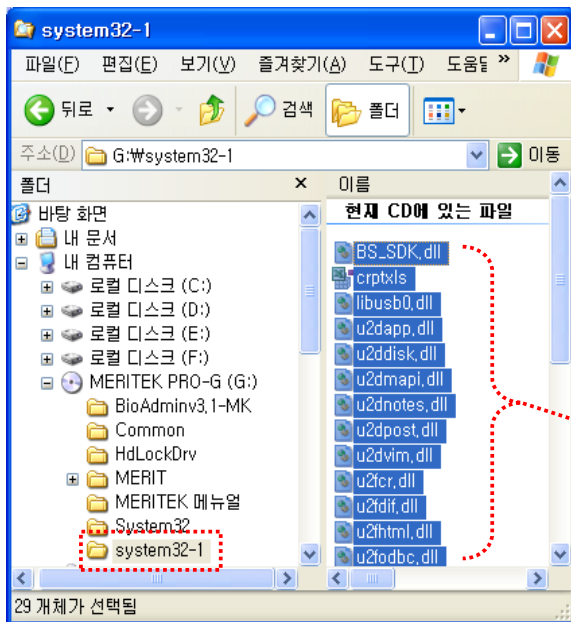 system32-1
파일(F) 편집(E) 보기(V) 즐겨찾기(A) 도구(T) 도움말 »
뒤로 검색 폴더
주소(D) G:₩system32-1 이동
폴더 ×
바탕 화면
내 문서
내 컴퓨터
로컬 디스크 (C:)
로컬 디스크 (D:)
로컬 디스크 (E:)
로컬 디스크 (F:)
MERITEK PRO-G (G:)
BioAdminv3,1-MK
Common
HdLockDrv
MERIT
MERITEK 메뉴얼
System32
system32-1
이름
현재 CD에 있는 파일
BS_SDK,dll
crptxls
libusb0,dll
u2dapp,dll
u2ddisk,dll
u2dmapi,dll
u2dnotes,dll
u2dpost,dll
u2dvim,dll
u2fcr,dll
u2fdif,dll
u2fhtml,dll
u2fodbc,dll
29 개체가 선택됨